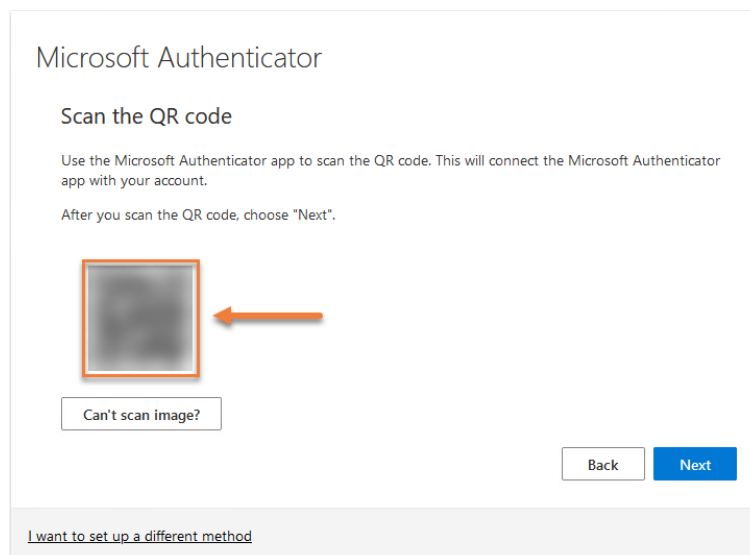 Microsoft Authenticator
Scan the QR code
Use the Microsoft Authenticator app to scan the QR code. This will connect the Microsoft Authenticator
app with your account.
After you scan the QR code, choose "Next".
Can't scan image?
Back
Next
I want to set up a different method